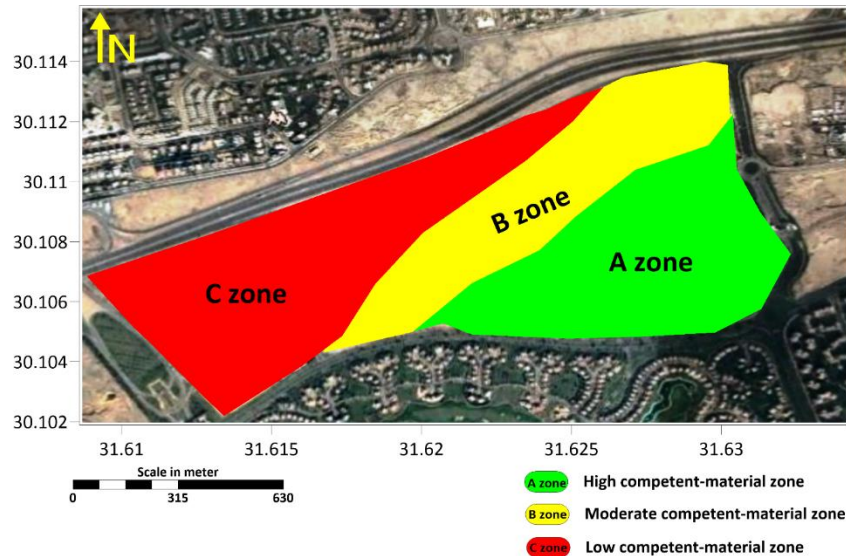 N
30.114
30.112
30.11
30.108
30.106
30.104
30.102
B zone
A zone
C zone
31.61 31.615 31.62 31.625 31.63
Scale in meter
0 315 630
A zone High competent-material zone
B zone Moderate competent-material zone
C zone Low competent-material zone